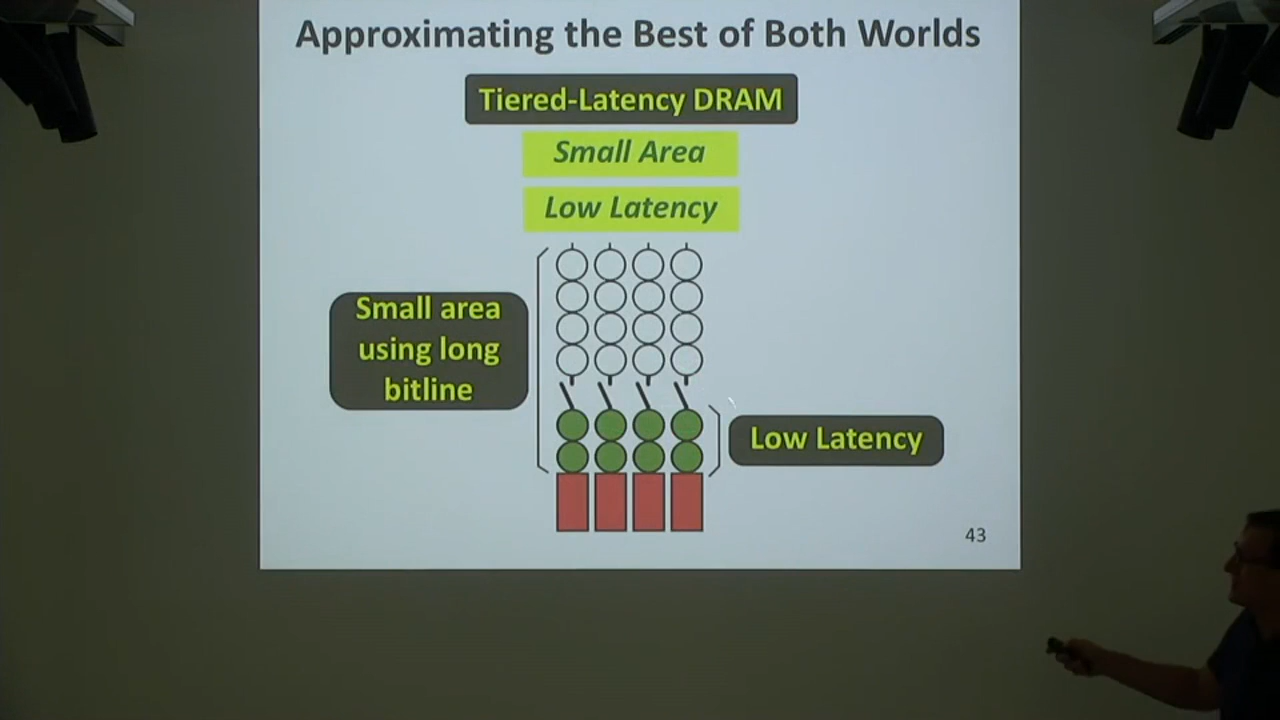 Approximating the Best of Both Worlds
Tiered-Latency DRAM
Small Area
Low Latency
Small area
using long
bitline
Low Latency
43